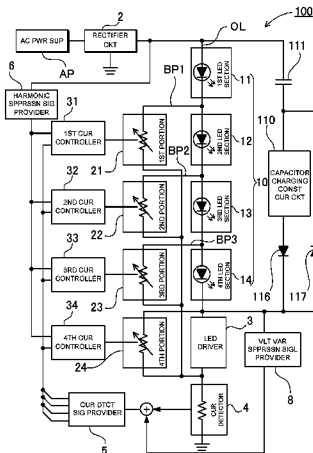 100
2
OL
AC PWR SUP
RECTIFIER
CKT
111
6
AP
BP1
1ST LED
SECTION
11
HARMONIC
SPPRSSN SIG
PROVIDER
31
110
1ST CUR
CONTROLLER
1ST PORTION
BP2
2ND LED
SECTION
12
CAPACITOR
CHARGING
CONST
CUR CKT
32
21
10
2ND CUR
CONTROLLER
2ND PORTION
3RD LED
SECTION
13
33
22
BP3
3RD CUR
CONTROLLER
3RD PORTION
4TH LED
SECTION
14
116
117
34
23
3
4TH CUR
CONTROLLER
4TH PORTION
LED
DRIVER
VLT VAR
SPPRSSN SIGL
PROVIDER
24
8
4
CUR DTCT
SIG PROVIDER
CUR
DETECTOR
5